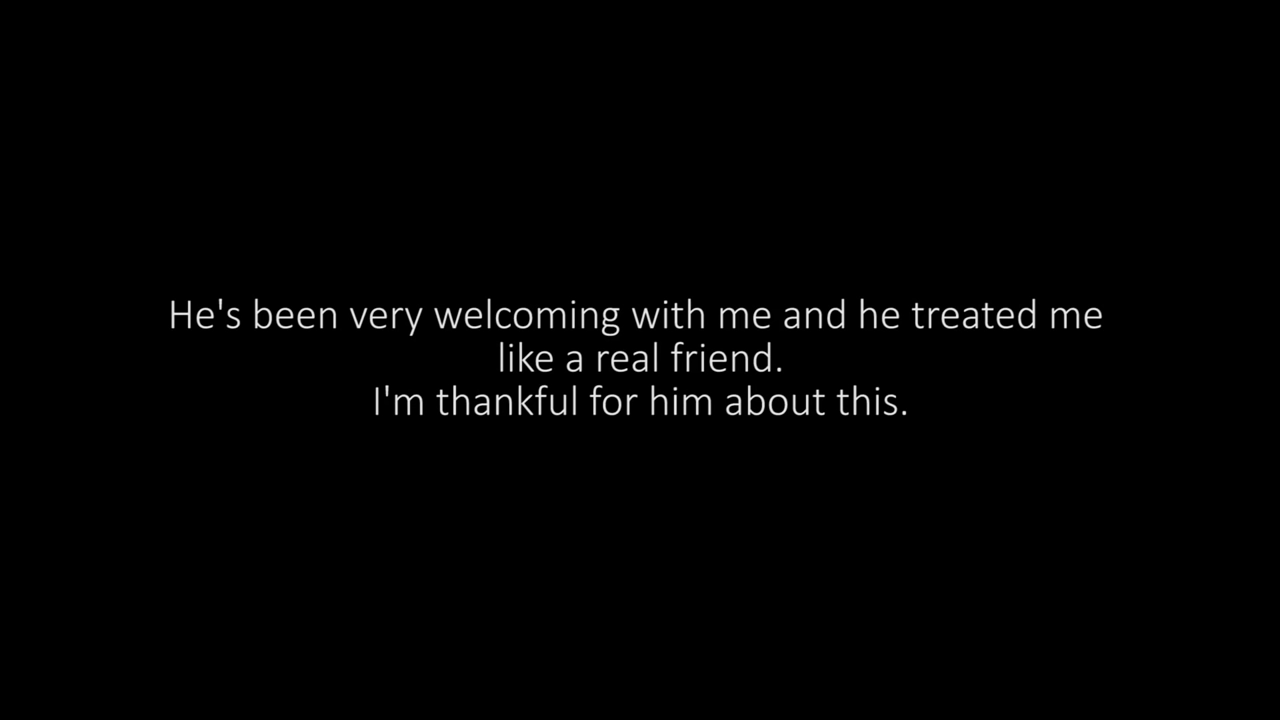 He's been very welcoming with me and he treated me
like a real friend.
I'm thankful for him about this.